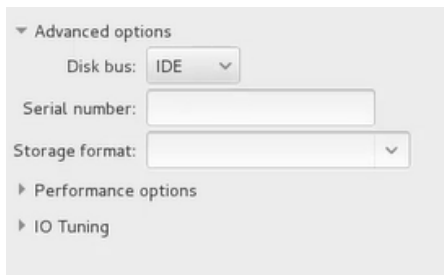 Advanced options
Disk bus: IDE
Serial number:
Storage format:
Performance options
IO Tuning